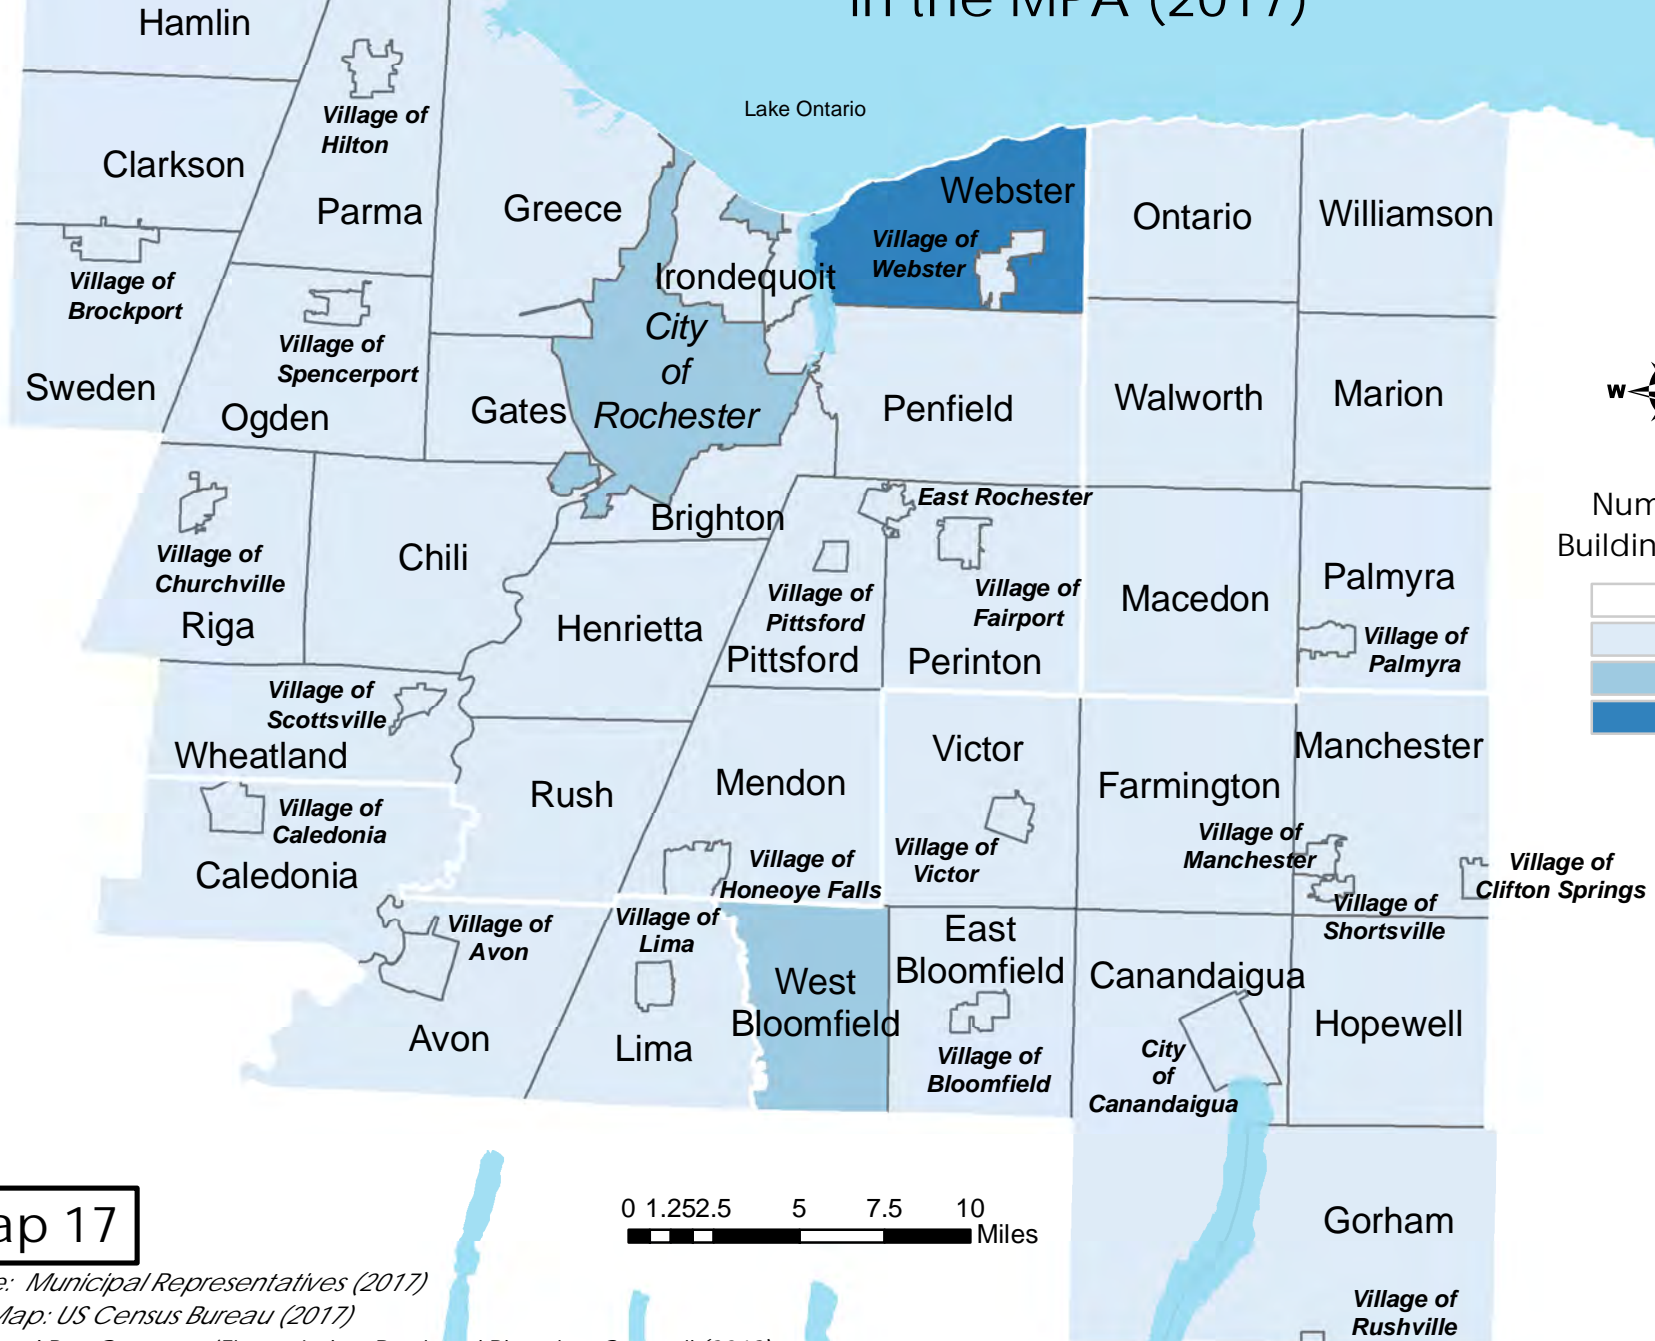 in the MPA (2017)
Hamlin
Lake Ontario
Village of
Hilton
Clarkson
Parma
Greece
Webster
Ontario
Williamson
Village of
Webster
Irondequoit
Village of
Brockport
City
of
Rochester
Village of
Spencerport
Sweden
Ogden
Gates
Penfield
Walworth
Marion
W
East Rochester
Brighton
Num
Buildin
Village of
Churchville
Chili
Riga
Henrietta
Village of
Pittsford
Pittsford
Village of
Fairport
Perinton
Macedon
Palmyra
Village of
Palmyra
Village of
Scottsville
Wheatland
Victor
Manchester
Mendon
Rush
Farmington
Village of
Caledonia
Caledonia
Village of
Honeoye Falls
Village of
Victor
Village of
Manchester
Village of
Clifton Springs
Village of
Shortsville
Village of
Avon
Avon
Village of
Lima
Lima
West
Bloomfield
East
Bloomfield
Village of
Bloomfield
Canandaigua
City
of
Canandaigua
Hopewell
Gorham
Village of
Rushville
0 1.252.5 5 7.5 10
Miles
ap 17
e: Municipal Representatives (2017)
Map: US Census Bureau (2017)